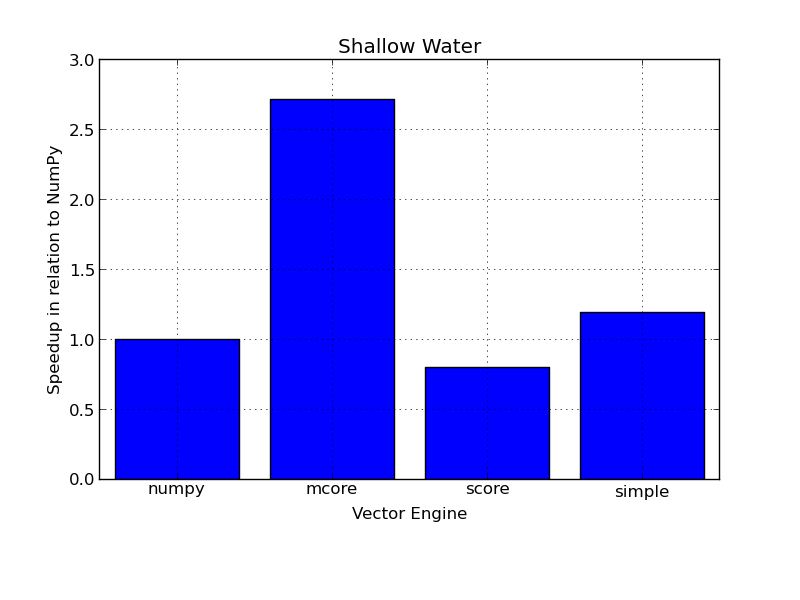 Shallow Water
3.0
2.5
2.0
1.5
1.0
0.5
0.0
Speedup in relation to NumPy
numpy mcore score simple
Vector Engine